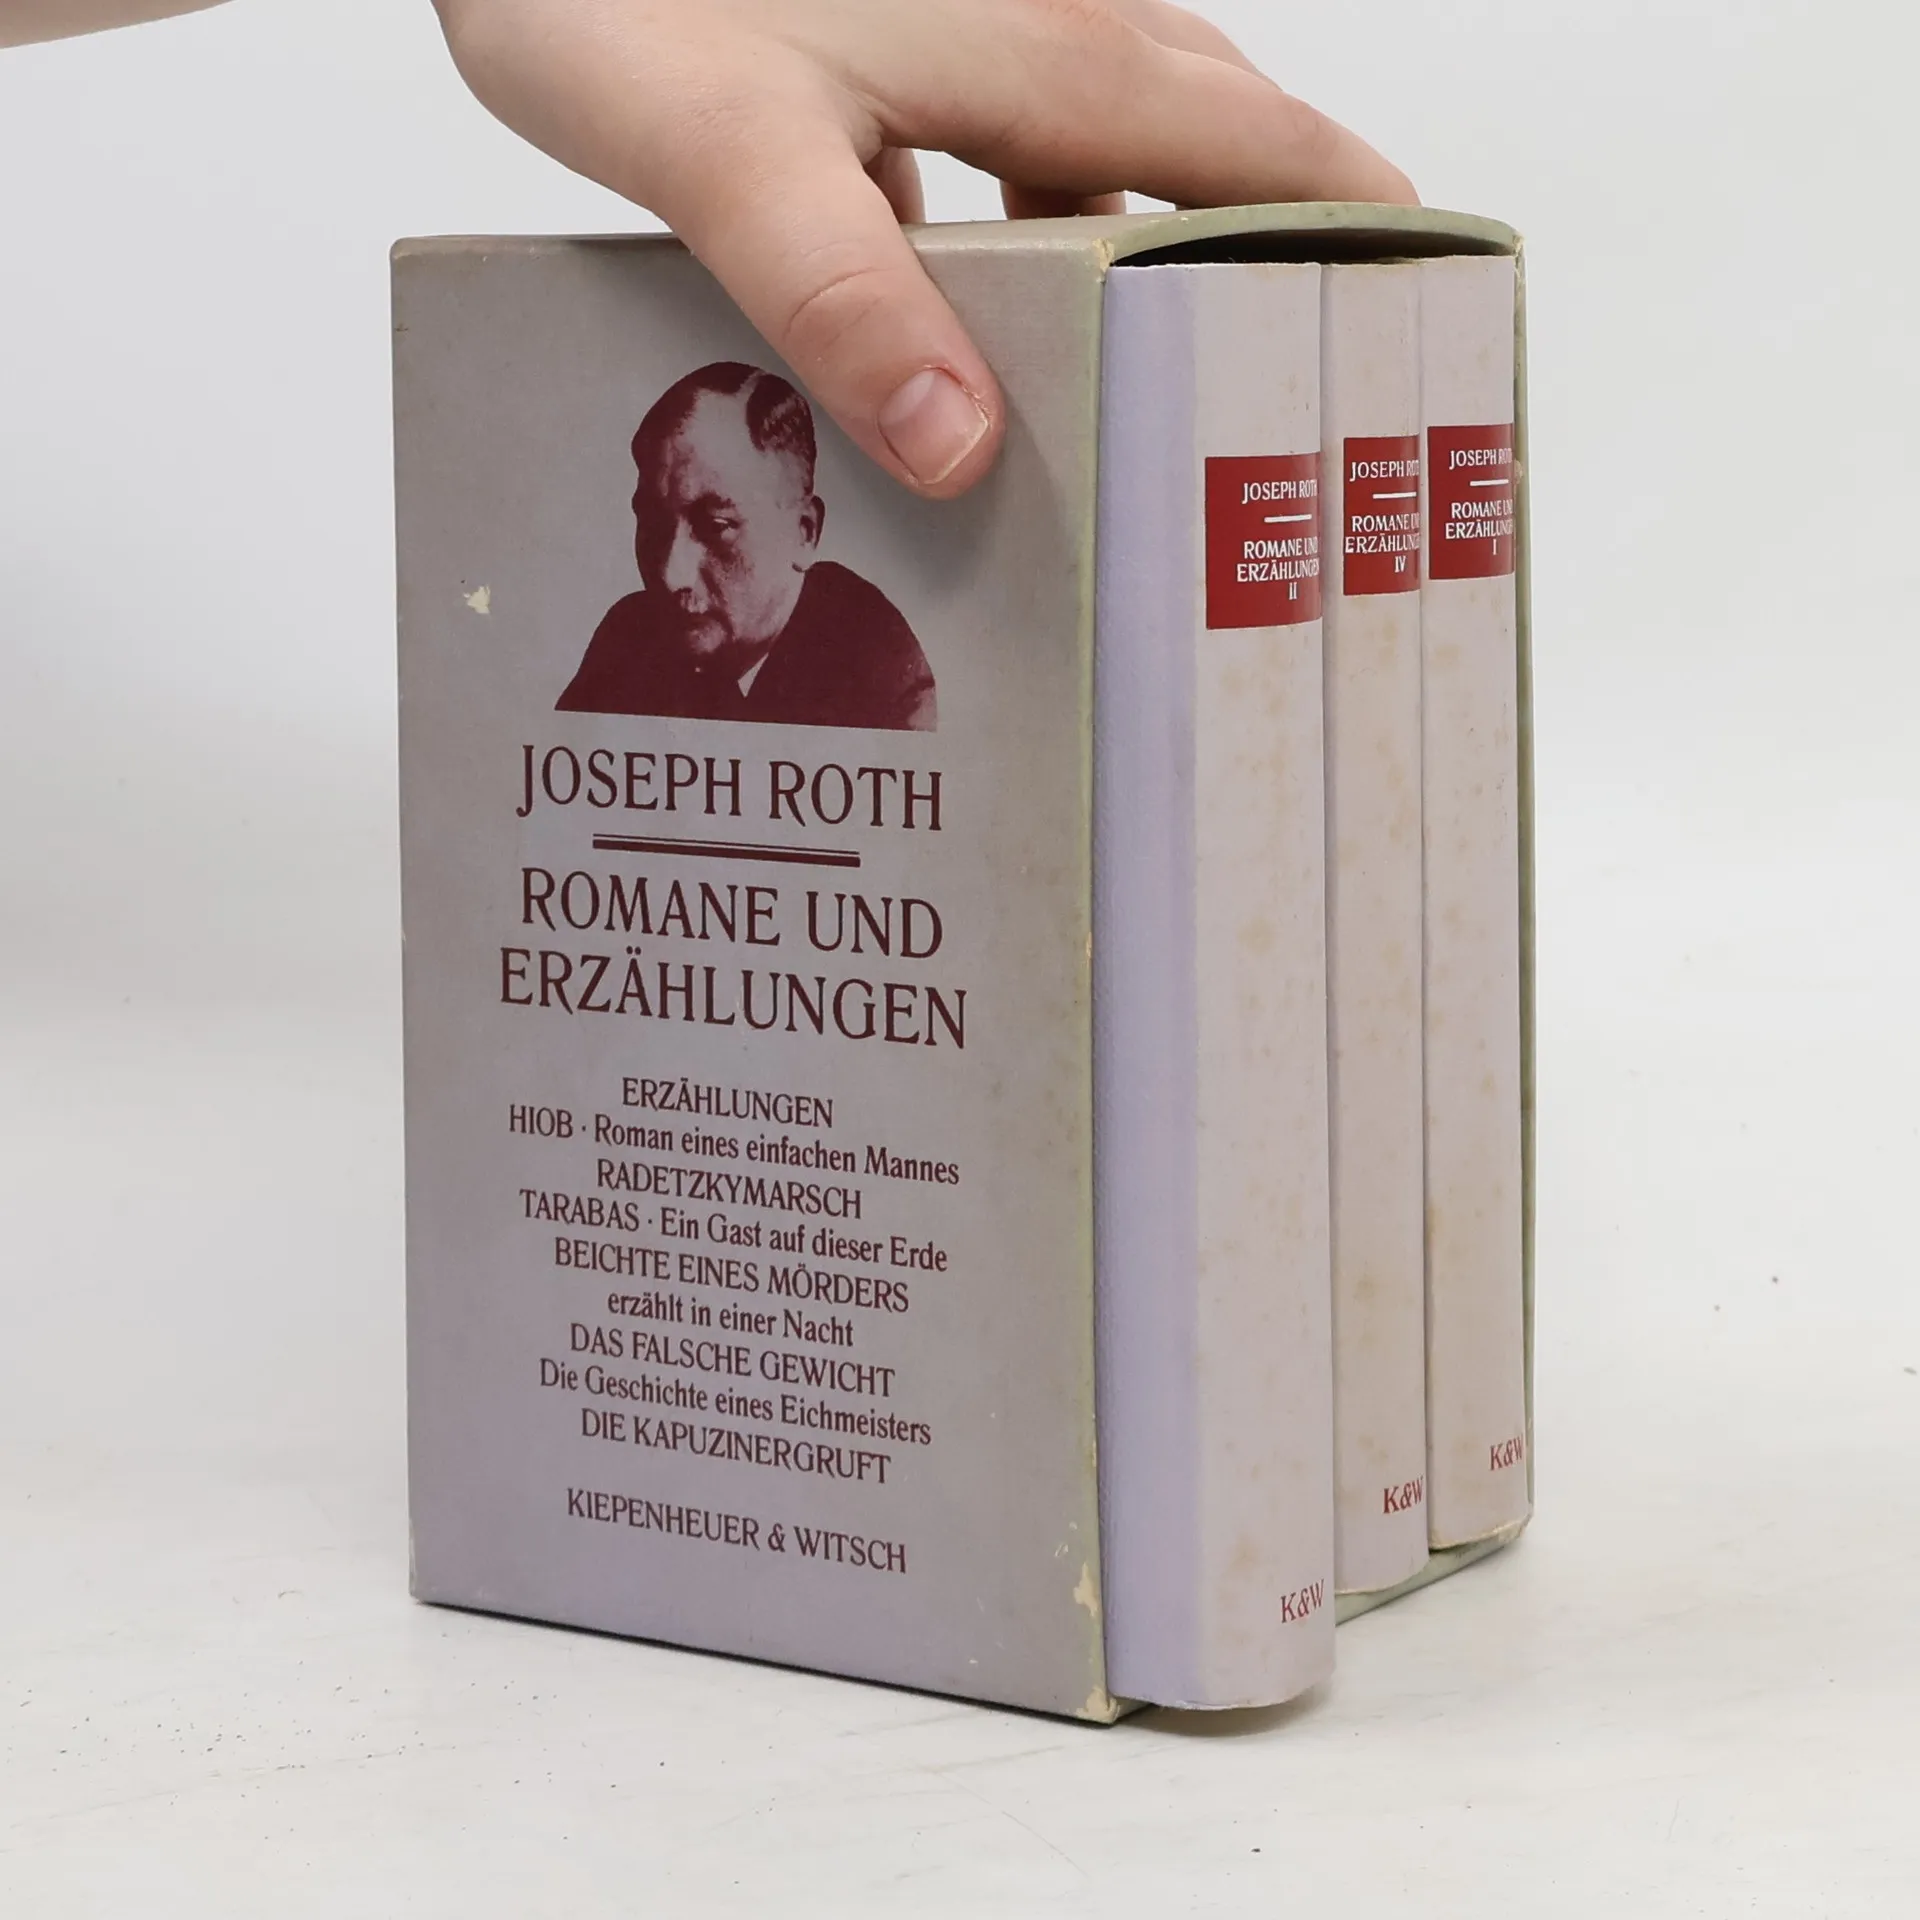 JOSEPH ROTH
ROMANE UND
ERZÄHLUNGEN
ERZÄHLUNGEN
HIOB · Roman eines einfachen Mannes
RADETZKYMARSCH
TARABAS · Ein Gast auf dieser Erde
BEICHTE EINES MÖRDERS
erzählt in einer Nacht
DAS FALSCHE GEWICHT
Die Geschichte eines Eichmeisters
DIE KAPUZINERGRUFT
KIEPENHEUER & WITSCH
JOSEPH ROTH
ROMANE UND
ERZÄHLUNGEN
II
K&W
JOSEPH ROTH
ROMANE UND
ERZÄHLUNGEN
IV
K&W
JOSEPH ROTH
ROMANE UND
ERZÄHLUNGEN
I
K&W